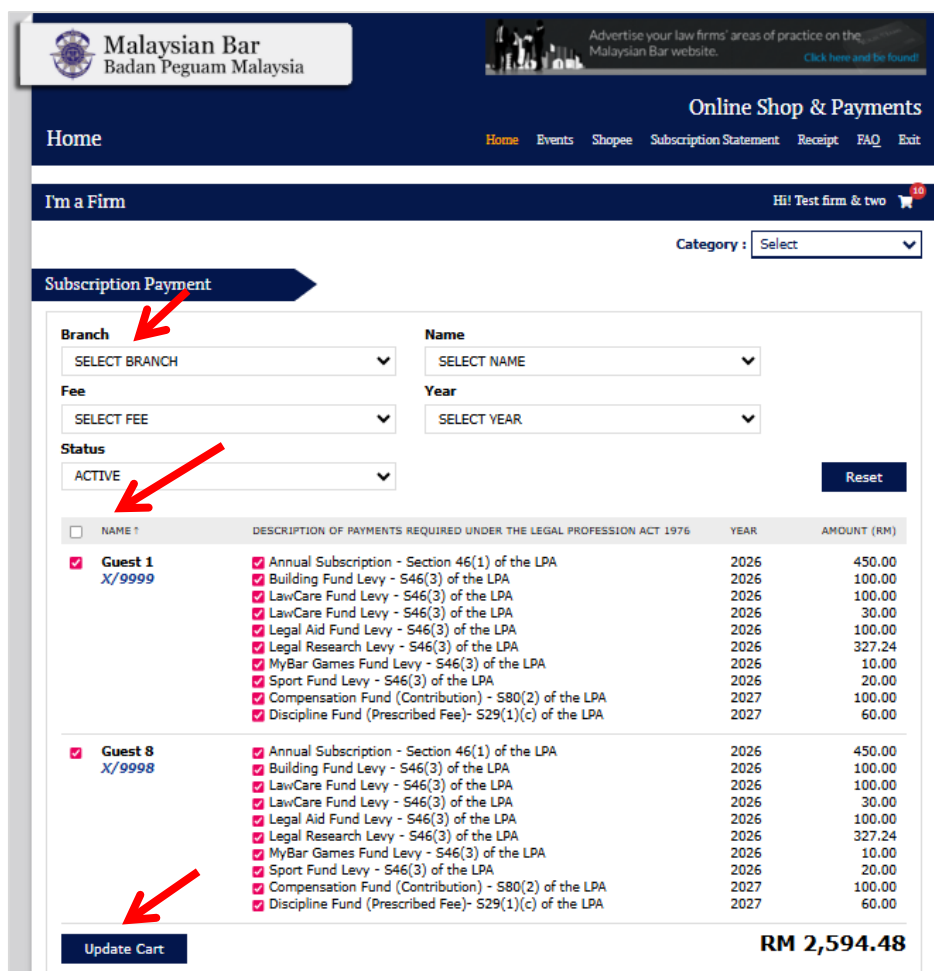 Malaysian Bar
Badan Peguam Malaysia
Advertise your law firms' areas of practice on the
Malaysian Bar website.
Click here and be found!
Online Shop & Payments
Home
Home Events Shopee Subscription Statement Receipt FAQ Exit
I'm a Firm
Hi! Test firm & two 10
Category : Select
Subscription Payment
Branch Name
SELECT BRANCH SELECT NAME
Fee Year
SELECT FEE SELECT YEAR
Status
ACTIVE Reset
NAME ↑ DESCRIPTION OF PAYMENTS REQUIRED UNDER THE LEGAL PROFESSION ACT 1976 YEAR AMOUNT (RM)
Guest 1 Annual Subscription - Section 46(1) of the LPA 2026 450.00
X/9999 Building Fund Levy - S46(3) of the LPA 2026 100.00
LawCare Fund Levy - S46(3) of the LPA 2026 100.00
LawCare Fund Levy - S46(3) of the LPA 2026 30.00
Legal Aid Fund Levy - S46(3) of the LPA 2026 100.00
Legal Research Levy - S46(3) of the LPA 2026 327.24
MyBar Games Fund Levy - S46(3) of the LPA 2026 10.00
Sport Fund Levy - S46(3) of the LPA 2026 20.00
Compensation Fund (Contribution) - S80(2) of the LPA 2027 100.00
Discipline Fund (Prescribed Fee)- S29(1)(c) of the LPA 2027 60.00
Guest 8 Annual Subscription - Section 46(1) of the LPA 2026 450.00
X/9998 Building Fund Levy - S46(3) of the LPA 2026 100.00
LawCare Fund Levy - S46(3) of the LPA 2026 100.00
LawCare Fund Levy - S46(3) of the LPA 2026 30.00
Legal Aid Fund Levy - S46(3) of the LPA 2026 100.00
Legal Research Levy - S46(3) of the LPA 2026 327.24
MyBar Games Fund Levy - S46(3) of the LPA 2026 10.00
Sport Fund Levy - S46(3) of the LPA 2026 20.00
Compensation Fund (Contribution) - S80(2) of the LPA 2027 100.00
Discipline Fund (Prescribed Fee)- S29(1)(c) of the LPA 2027 60.00
Update Cart RM 2,594.48